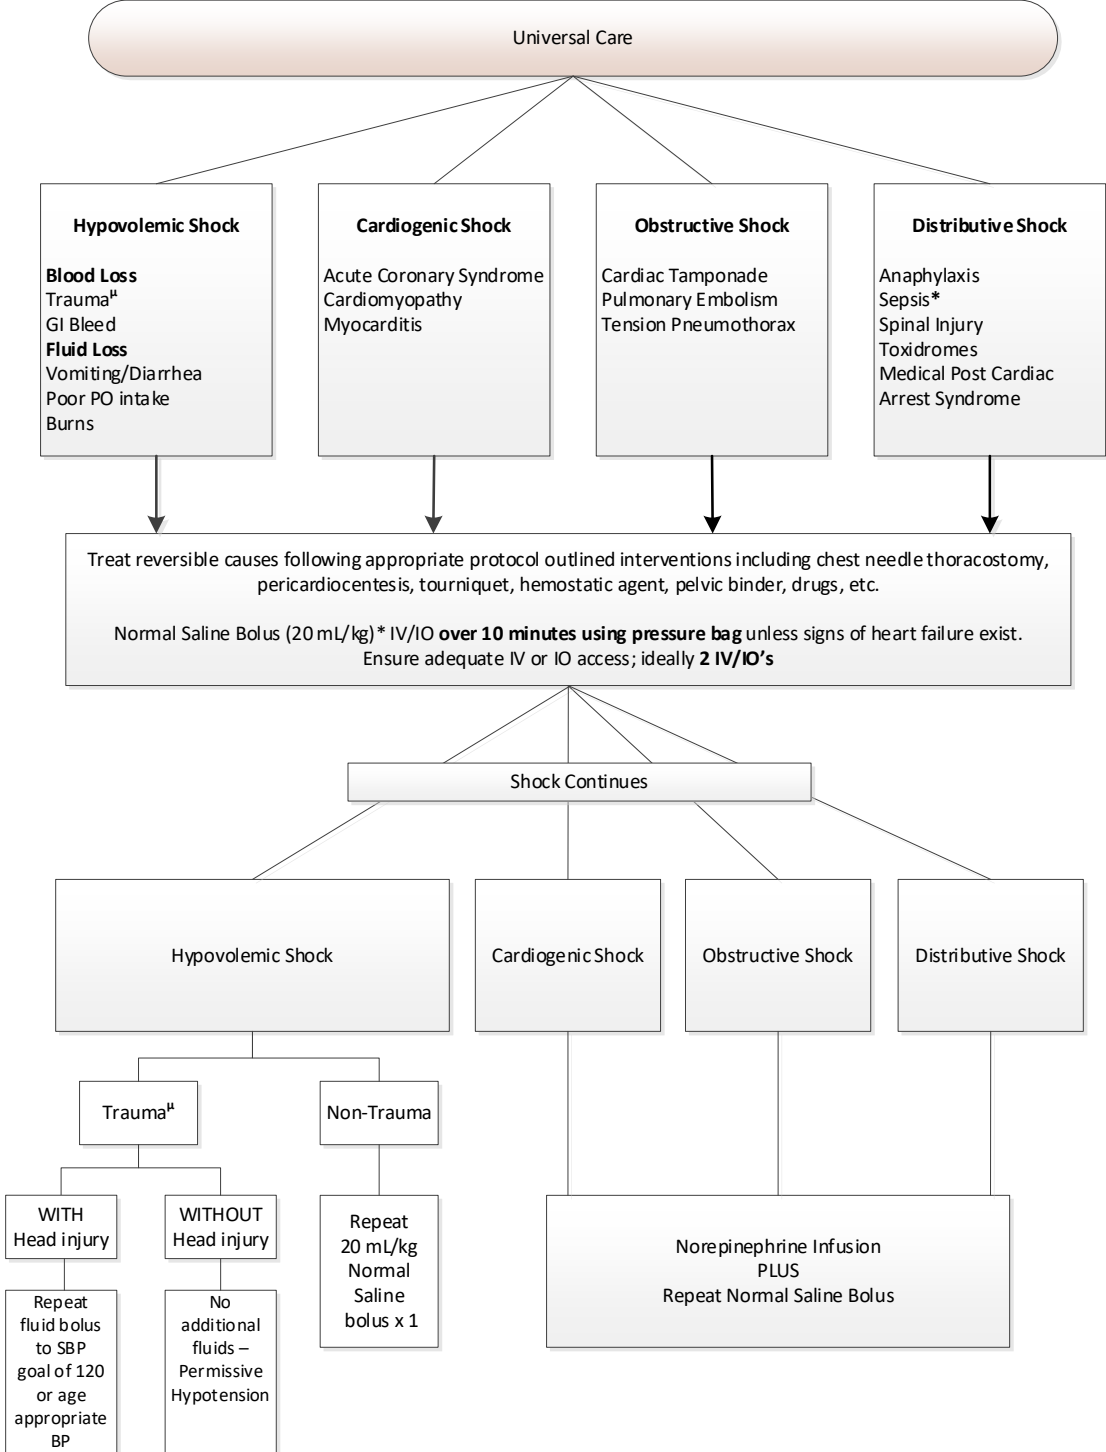 Universal Care
Hypovolemic Shock
Blood Loss
Traumaᵘ
GI Bleed
Fluid Loss
Vomiting/Diarrhea
Poor PO intake
Burns
Cardiogenic Shock
Acute Coronary Syndrome
Cardiomyopathy
Myocarditis
Obstructive Shock
Cardiac Tamponade
Pulmonary Embolism
Tension Pneumothorax
Distributive Shock
Anaphylaxis
Sepsis*
Spinal Injury
Toxidromes
Medical Post Cardiac
Arrest Syndrome
Treat reversible causes following appropriate protocol outlined interventions including chest needle thoracostomy,
pericardiocentesis, tourniquet, hemostatic agent, pelvic binder, drugs, etc.
Normal Saline Bolus (20 mL/kg)* IV/IO over 10 minutes using pressure bag unless signs of heart failure exist.
Ensure adequate IV or IO access; ideally 2 IV/IO's
Shock Continues
Hypovolemic Shock
Cardiogenic Shock
Obstructive Shock
Distributive Shock
Traumaᵘ
Non-Trauma
WITH
Head injury
WITHOUT
Head injury
Repeat
fluid bolus
to SBP
goal of 120
or age
appropriate
BP
No
additional
fluids –
Permissive
Hypotension
Repeat
20 mL/kg
Normal
Saline
bolus x 1
Norepinephrine Infusion
PLUS
Repeat Normal Saline Bolus